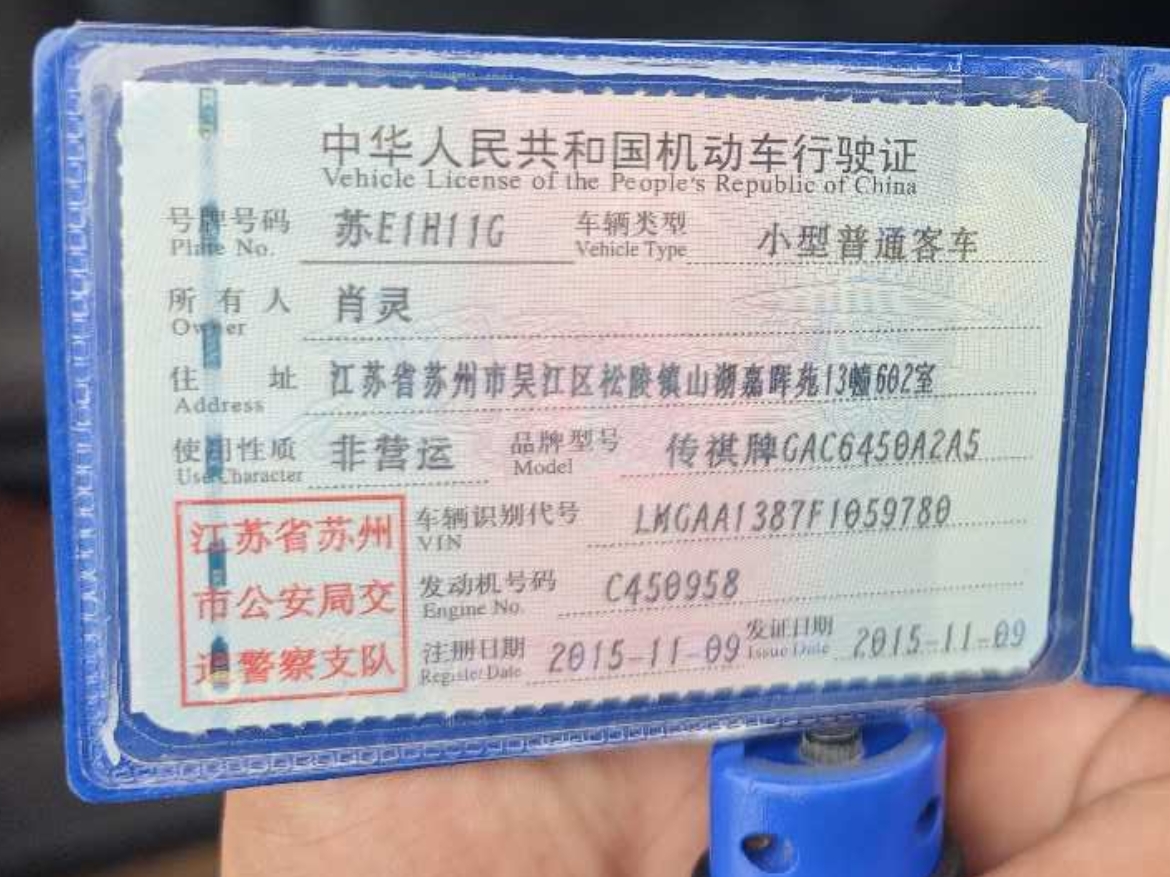 中华人民共和国机动车行驶证
Vehicle License of the People's Republic of China
号牌号码 苏E1H11G 车辆类型 小型普通客车
Plate No. Vehicle Type
所有人 肖灵
Owner
住址 江苏省苏州市吴江区松陵镇山湖嘉晖苑13幢602室
Address
使用性质 非营运 品牌型号 传祺牌GAC6450A2A5
Use Character Model
车辆识别代号 LMGAA1387F1059780
VIN
发动机号码 C450958
Engine No.
注册日期 2015-11-09 发证日期 2015-11-09
Register Date Issue Date
江苏省苏州
市公安局交
通警察支队